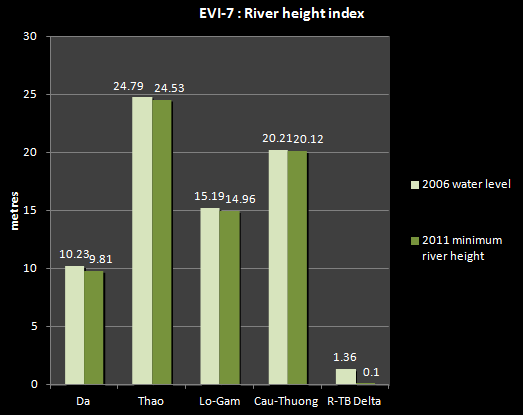 EVI-7 : River height index
metres
30
25
20
15
10
5
0
24.79 24.53
20.21 20.12
15.19 14.96
10.23 9.81
1.36
0.1
Da Thao Lo-Gam Cau-Thuong R-TB Delta
2006 water level
2011 minimum
river height